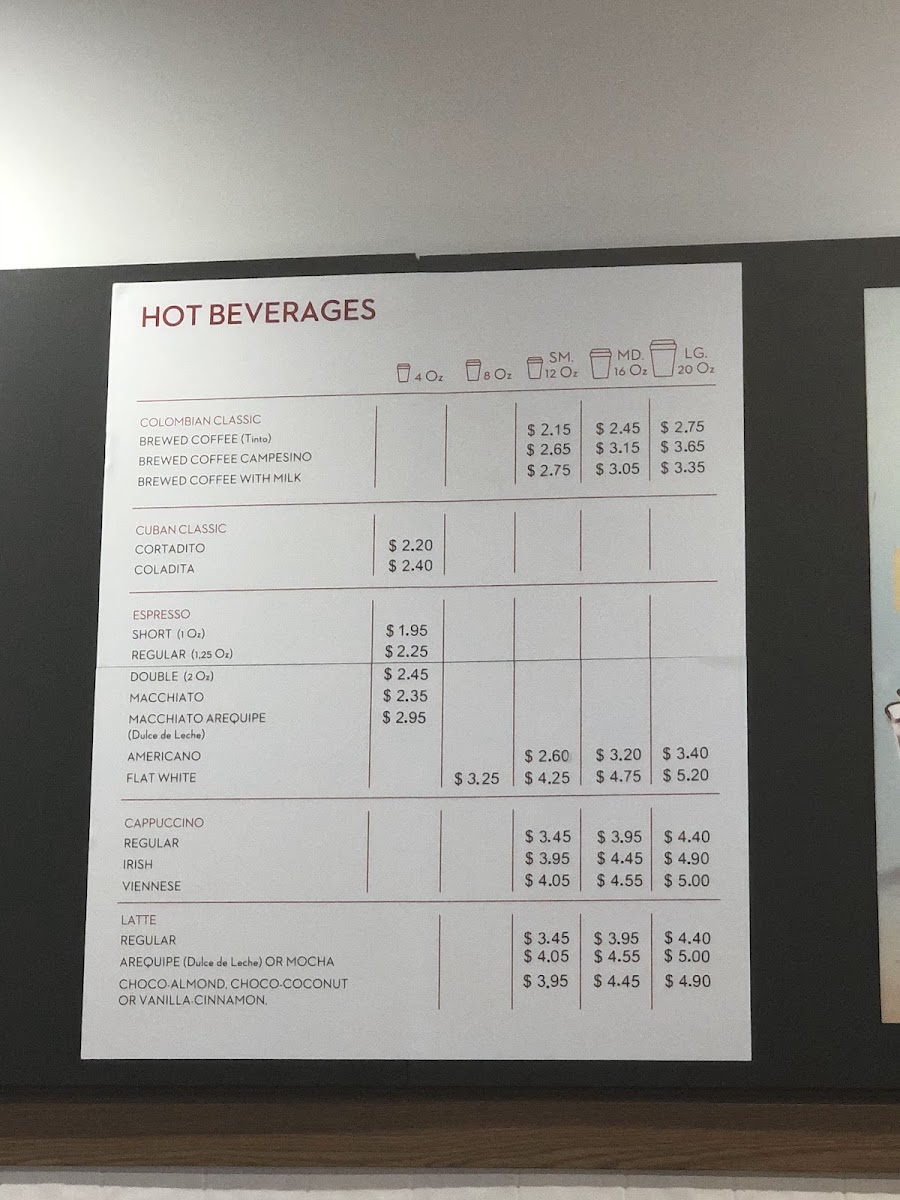 HOT BEVERAGES
4 Oz 8 Oz SM. 12 Oz MD. 16 Oz LG. 20 Oz
COLOMBIAN CLASSIC
BREWED COFFEE (Tinto) $ 2.15 $ 2.45 $ 2.75
BREWED COFFEE CAMPESINO $ 2.65 $ 3.15 $ 3.65
BREWED COFFEE WITH MILK $ 2.75 $ 3.05 $ 3.35
CUBAN CLASSIC
CORTADITO $ 2.20
COLADITA $ 2.40
ESPRESSO
SHORT (1 Oz) $ 1.95
REGULAR (1,25 Oz) $ 2.25
DOUBLE (2 Oz) $ 2.45
MACCHIATO $ 2.35
MACCHIATO AREQUIPE $ 2.95
(Dulce de Leche)
AMERICANO $ 2.60 $ 3.20 $ 3.40
FLAT WHITE $ 3.25 $ 4.25 $ 4.75 $ 5.20
CAPPUCCINO
REGULAR $ 3.45 $ 3.95 $ 4.40
IRISH $ 3.95 $ 4.45 $ 4.90
VIENNESE $ 4.05 $ 4.55 $ 5.00
LATTE
REGULAR $ 3.45 $ 3.95 $ 4.40
AREQUIPE (Dulce de Leche) OR MOCHA $ 4.05 $ 4.55 $ 5.00
CHOCO-ALMOND, CHOCO-COCONUT $ 3.95 $ 4.45 $ 4.90
OR VANILLA-CINNAMON.